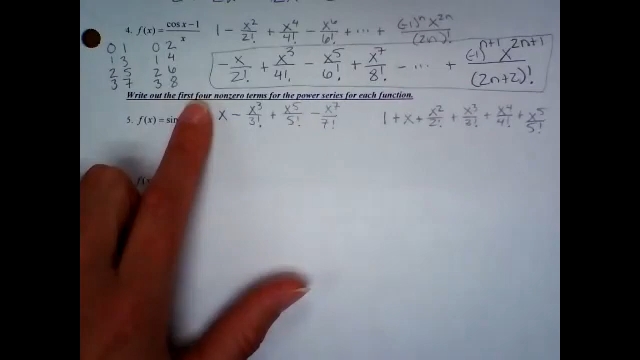 4. f(x) = (cos x − 1)/x   1 − x²/2! + x⁴/4! − x⁶/6! + ⋯ + (-1)ⁿ x²ⁿ/(2n)!
0 1   0 2
1 3   1 4
2 5   2 6
3 7   3 8
−x/2! + x³/4! − x⁵/6! + x⁷/8! − ⋯ + (-1)ⁿ⁺¹ x²ⁿ⁺¹/(2n+2)!
Write out the first four nonzero terms for the power series for each function.
5. f(x) = sin   x − x³/3! + x⁵/5! − x⁷/7!   1 + x + x²/2! + x³/3! + x⁴/4! + x⁵/5!